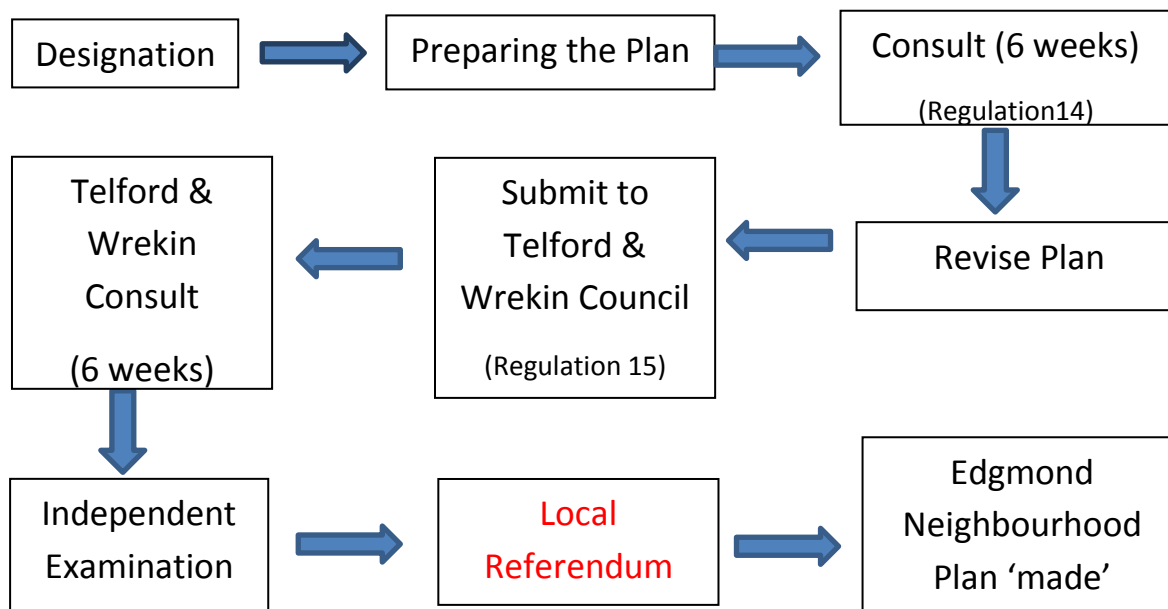 Designation
Preparing the Plan
Consult (6 weeks)
(Regulation14)
Revise Plan
Submit to
Telford &
Wrekin Council
(Regulation 15)
Telford &
Wrekin
Consult
(6 weeks)
Independent
Examination
Local
Referendum
Edgmond
Neighbourhood
Plan ‘made’